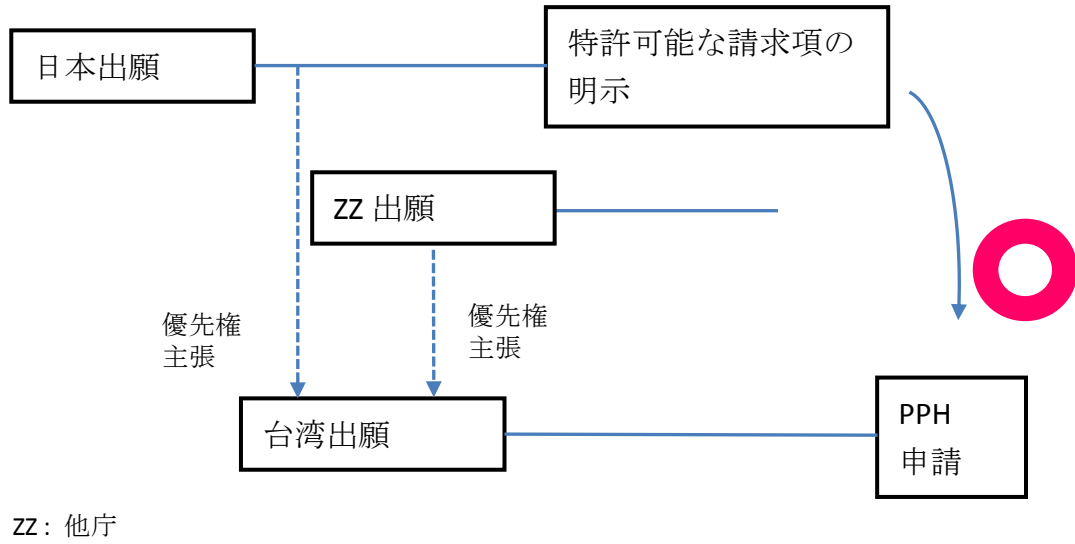 日本出願
特許可能な請求項の
明示
ZZ 出願
優先権
主張
優先権
主張
台湾出願
PPH
申請
ZZ : 他庁